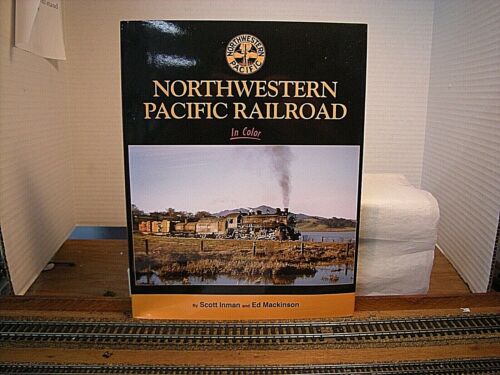 NORTHWESTERN
PACIFIC
NORTHWESTERN
PACIFIC RAILROAD
In Color
By Scott Inman and Ed Mackinson